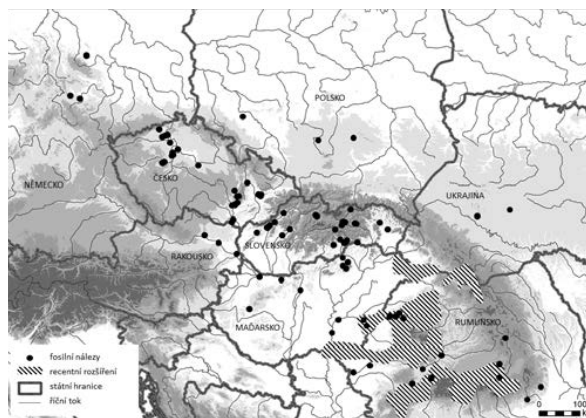 POLSKO
NĚMECKO
ČESKO
UKRAJINA
SLOVENSKO
RAKOUSKO
MAĎARSKO
RUMUNSKO
fosilní nálezy
recentní rozšíření
státní hranice
říční tok
0 100